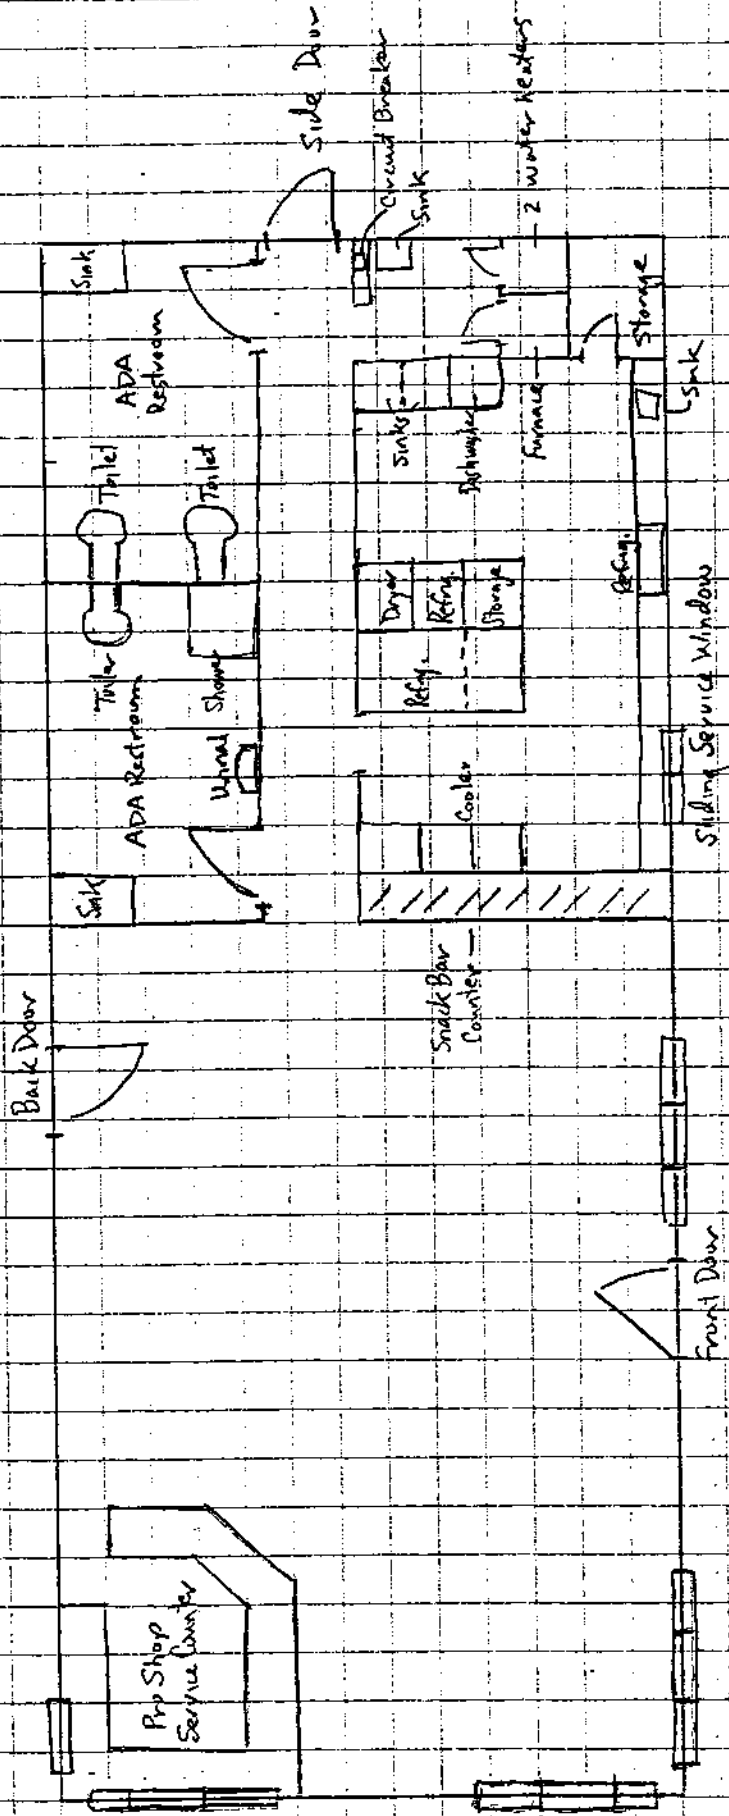 Side Door
Circuit Breaker
Sink
2 water heaters
Sink
ADA
Restroom
Toilet
Toilet
Sinks
Dishwasher
Furnace
Storage
Sink
Toilet
ADA Restroom
Shower
Urinal
Dryer
Refrig.
Storage
Refrig.
Refrig.
Cooler
Sliding Service Window
Sink
Snack Bar
Counter
Back Door
Front Door
Pro Shop
Service Counter